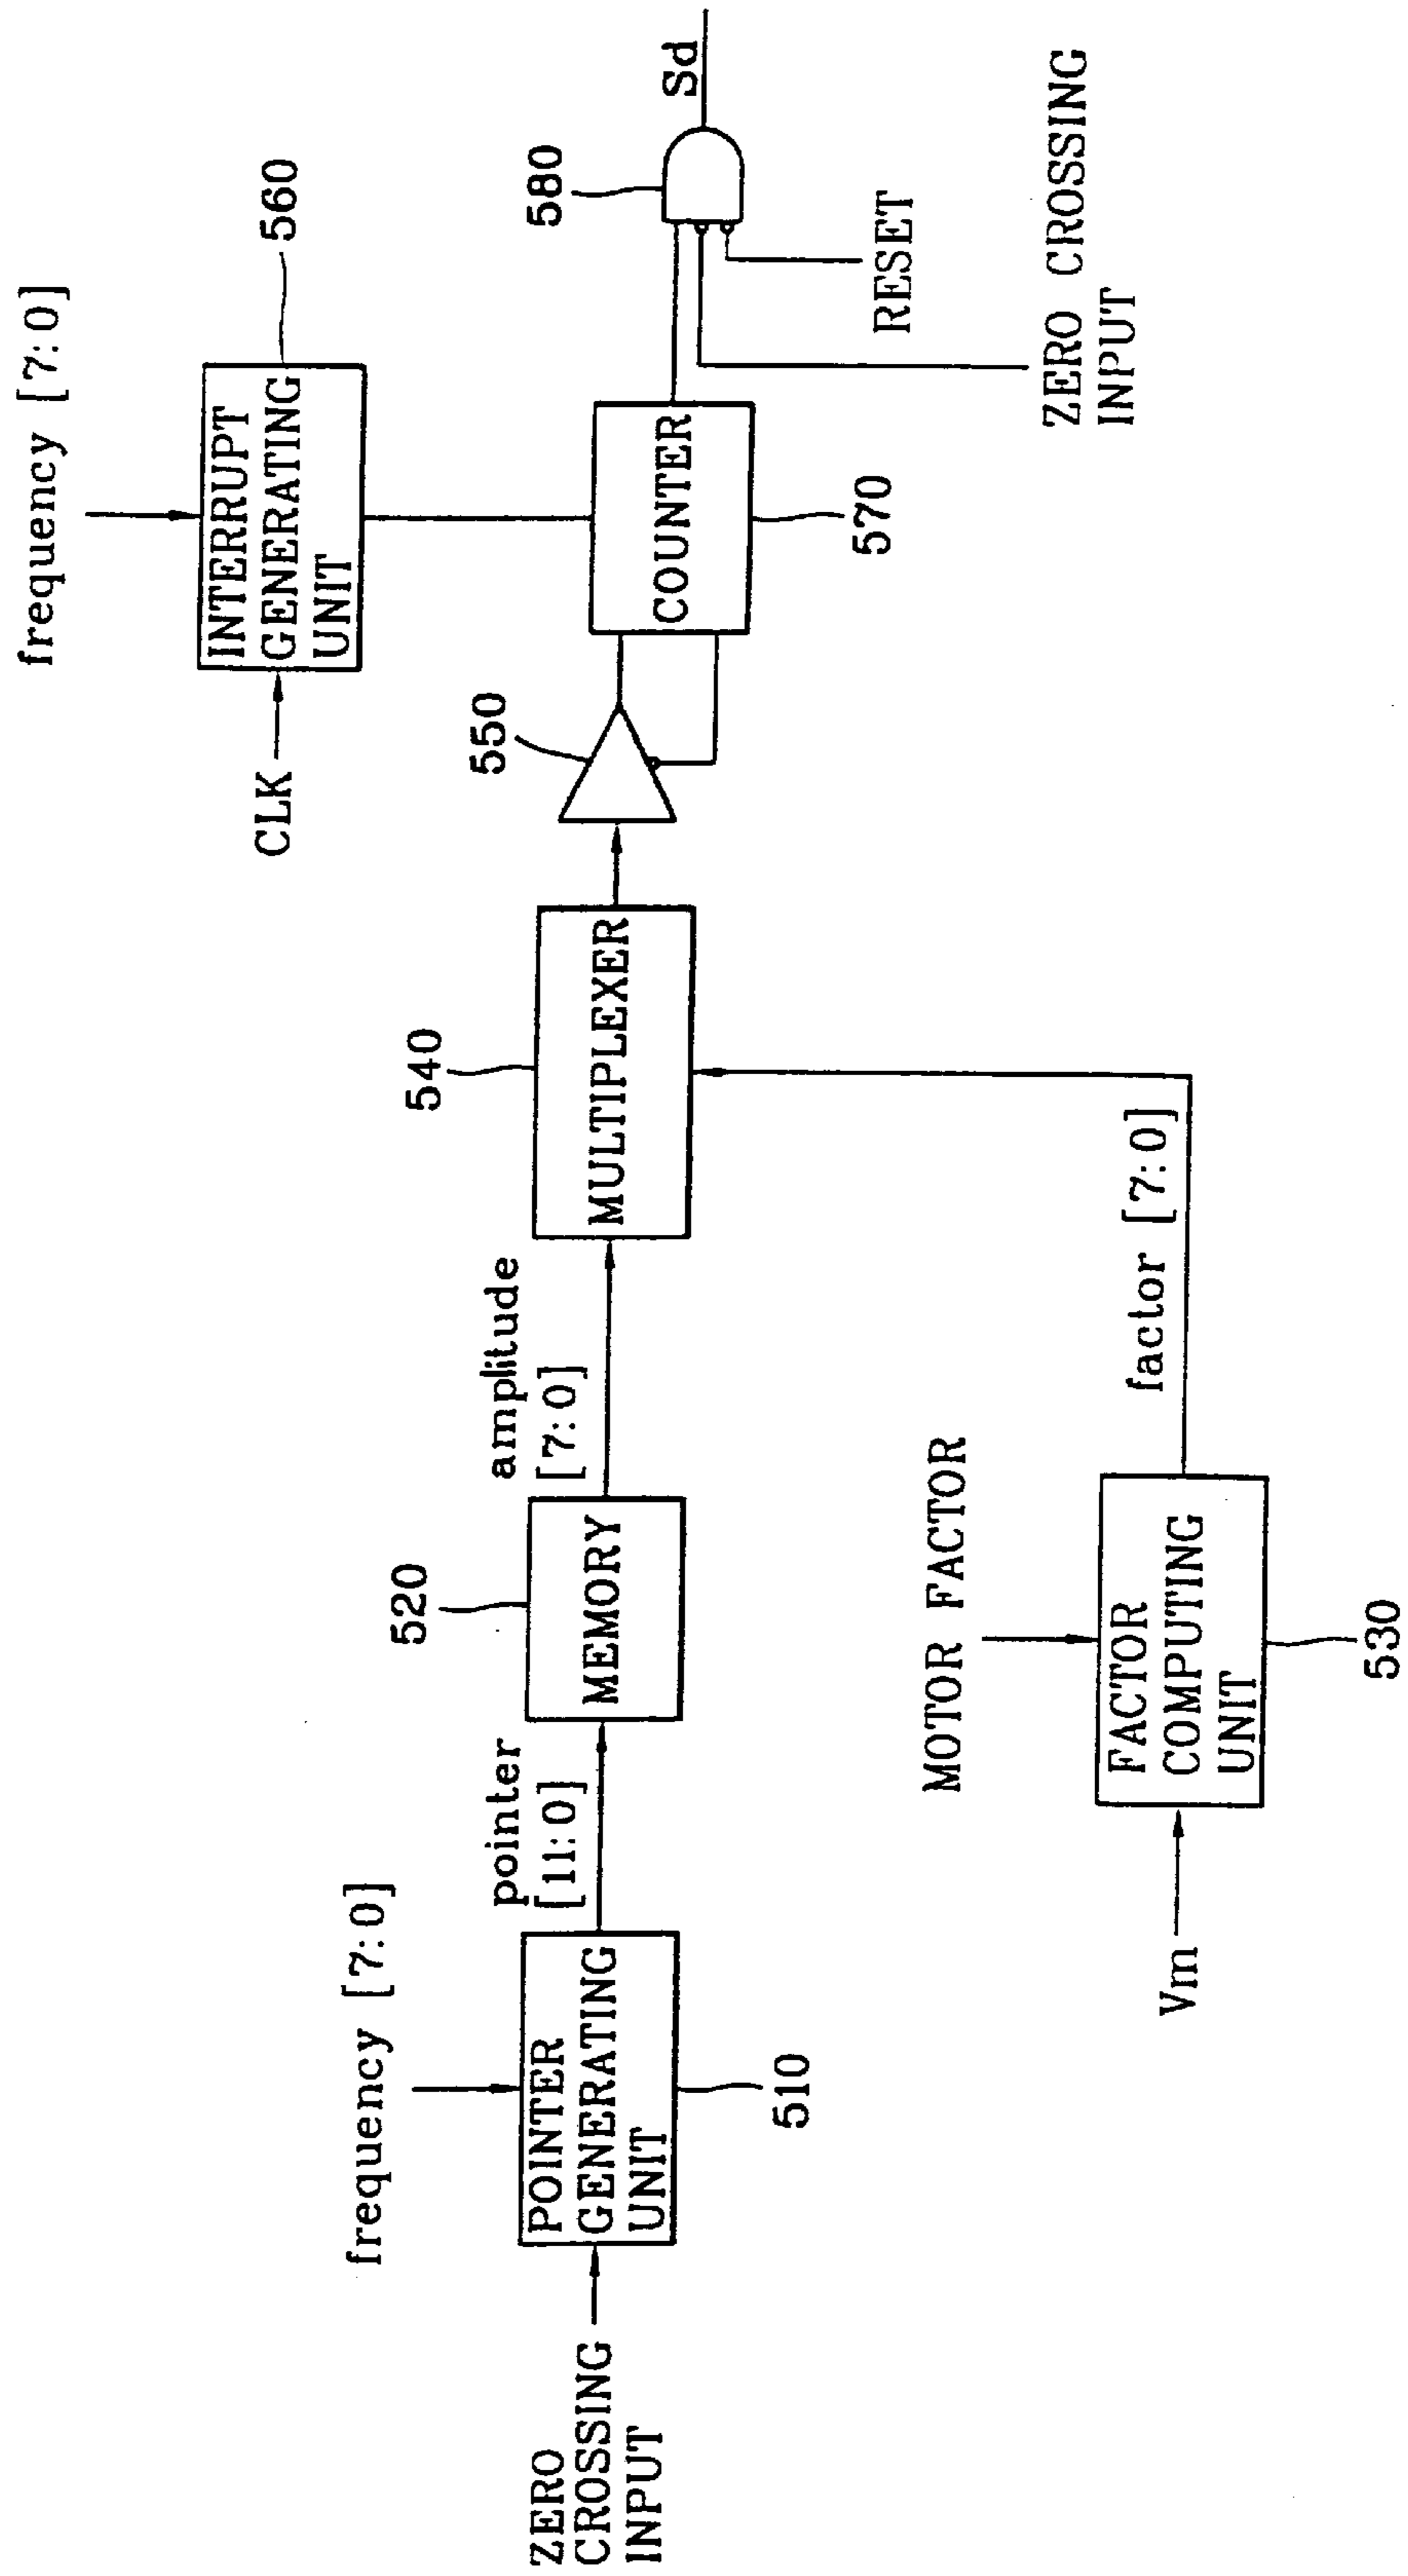 frequency [7:0]
CLK
INTERRUPT
GENERATING
UNIT
560
frequency [7:0]
ZERO
CROSSING
INPUT
POINTER
GENERATING
UNIT
510
pointer
[11:0]
MEMORY
520
amplitude
[7:0]
MULTIPLEXER
540
550
COUNTER
570
580
Sd
RESET
ZERO CROSSING
INPUT
MOTOR FACTOR
Vm
FACTOR
COMPUTING
UNIT
530
factor [7:0]